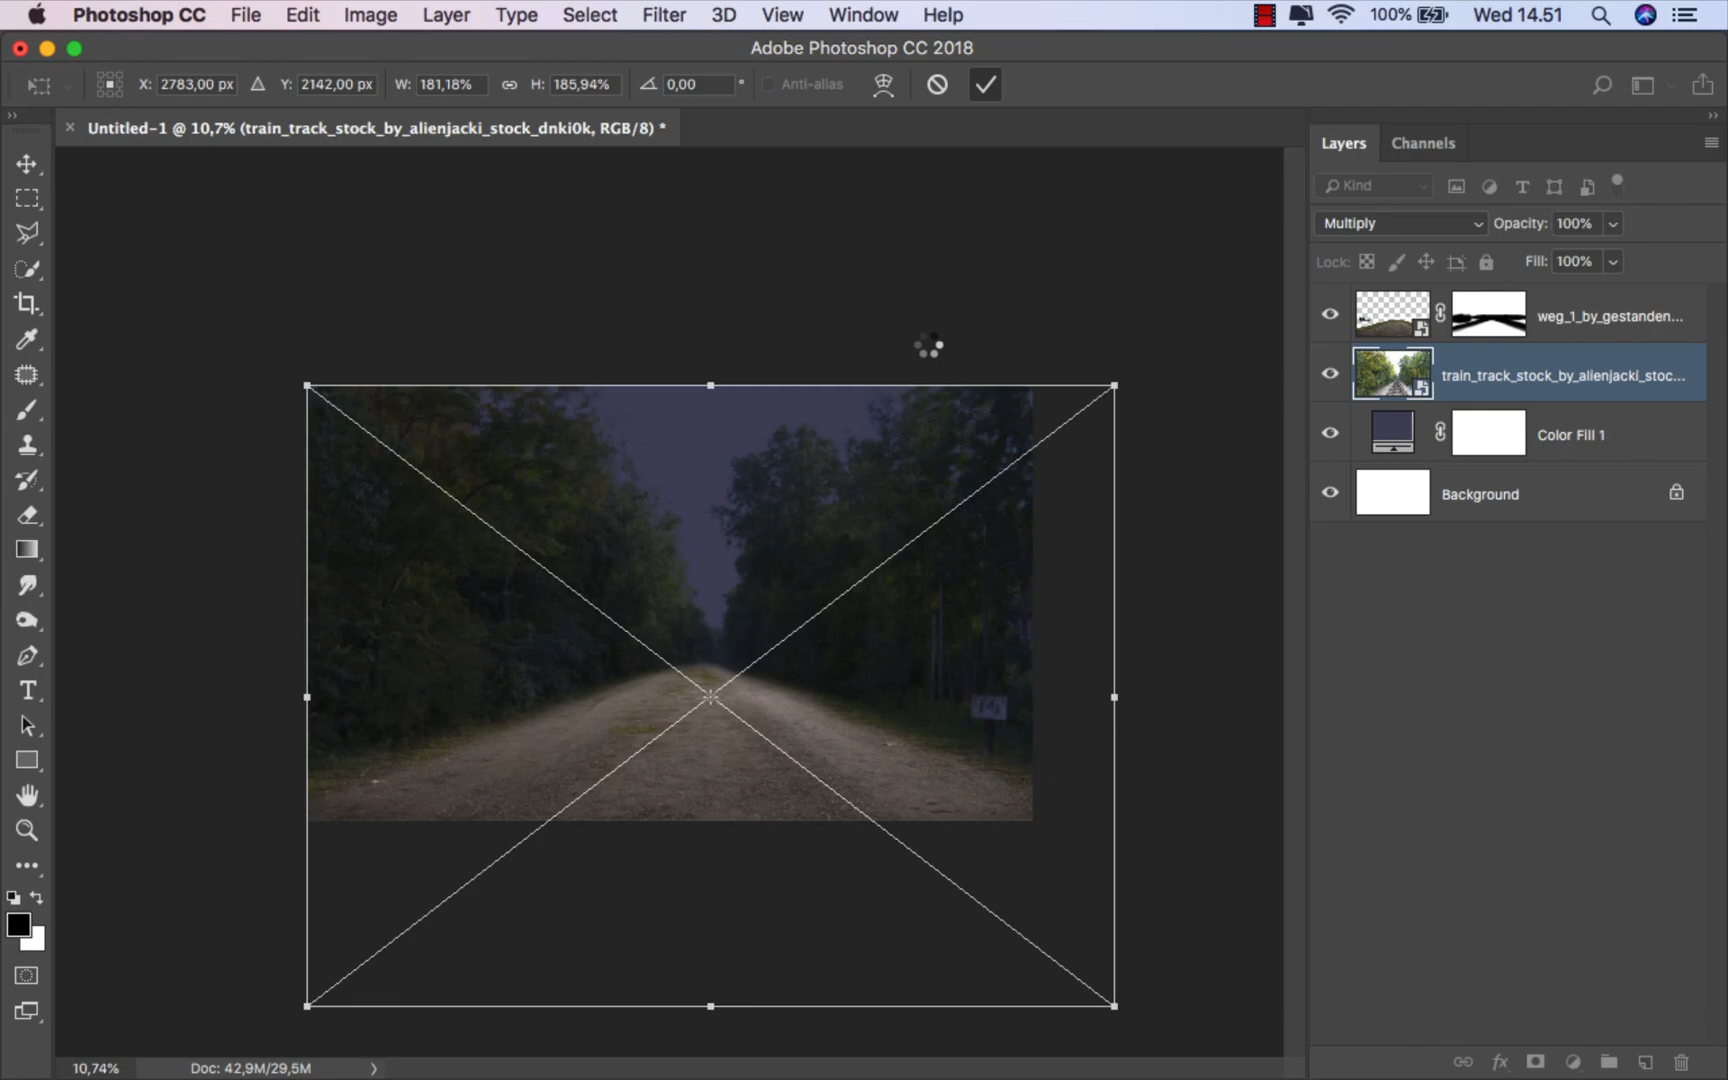 Photoshop CC File Edit Image Layer Type Select Filter 3D View Window Help 100% Wed 14.51
Adobe Photoshop CC 2018
X: 2783,00 px Y: 2142,00 px W: 181,18% H: 185,94% 0,00 ° Anti-alias
× Untitled-1 @ 10,7% (train_track_stock_by_alienjacki_stock_dnki0k, RGB/8) *
Layers Channels
Kind
Multiply Opacity: 100%
Lock: Fill: 100%
weg_1_by_gestanden...
train_track_stock_by_alienjacki_stoc...
Color Fill 1
Background
10,74% Doc: 42,9M/29,5M